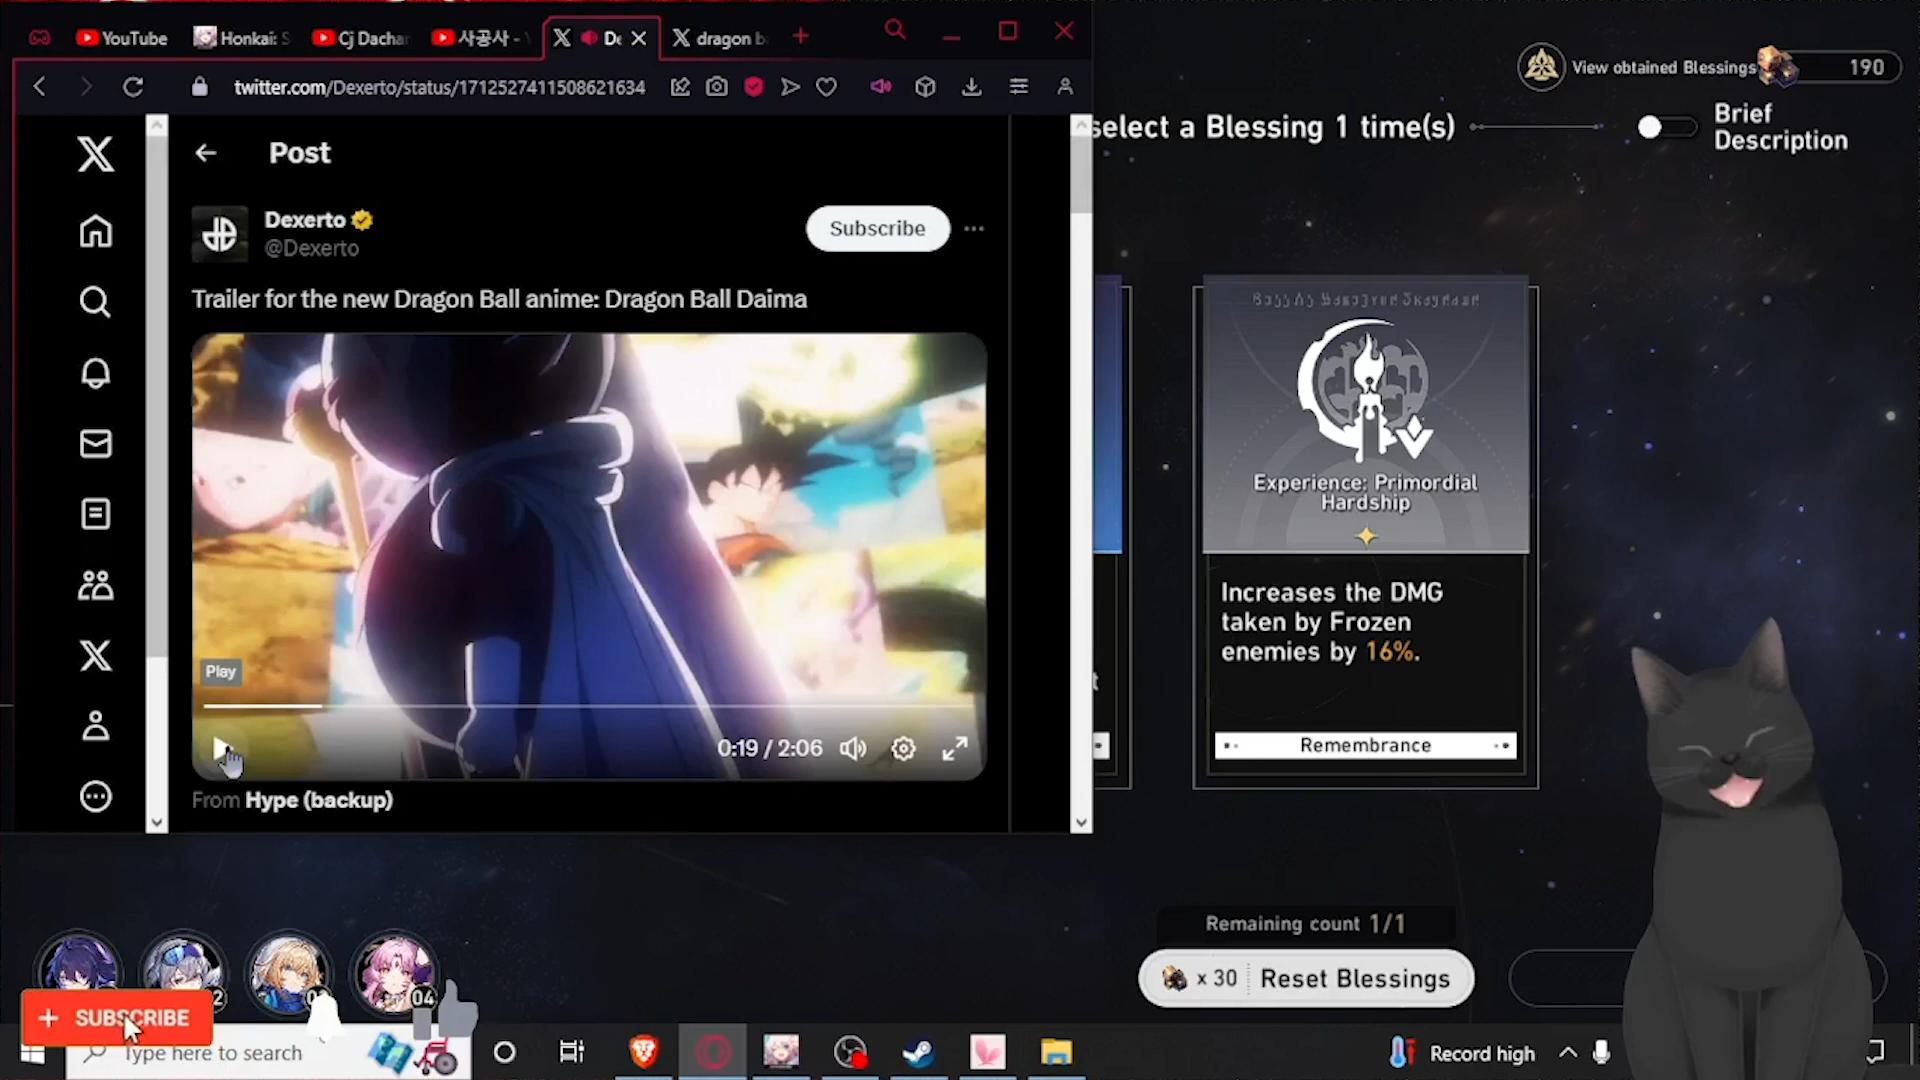 YouTube
Honkai: S
Cj Dachan
사공사 -
De
dragon b
twitter.com/Dexerto/status/1712527411508621634
Post
Dexerto
@Dexerto
Subscribe
Trailer for the new Dragon Ball anime: Dragon Ball Daima
Play
0:19 / 2:06
From Hype (backup)
View obtained Blessings
190
select a Blessing 1 time(s)
Brief
Description
Experience: Primordial
Hardship
Increases the DMG
taken by Frozen
enemies by 16%.
Remembrance
Remaining count 1/1
x 30
Reset Blessings
2
04
+ SUBSCRIBE
Type here to search
Record high